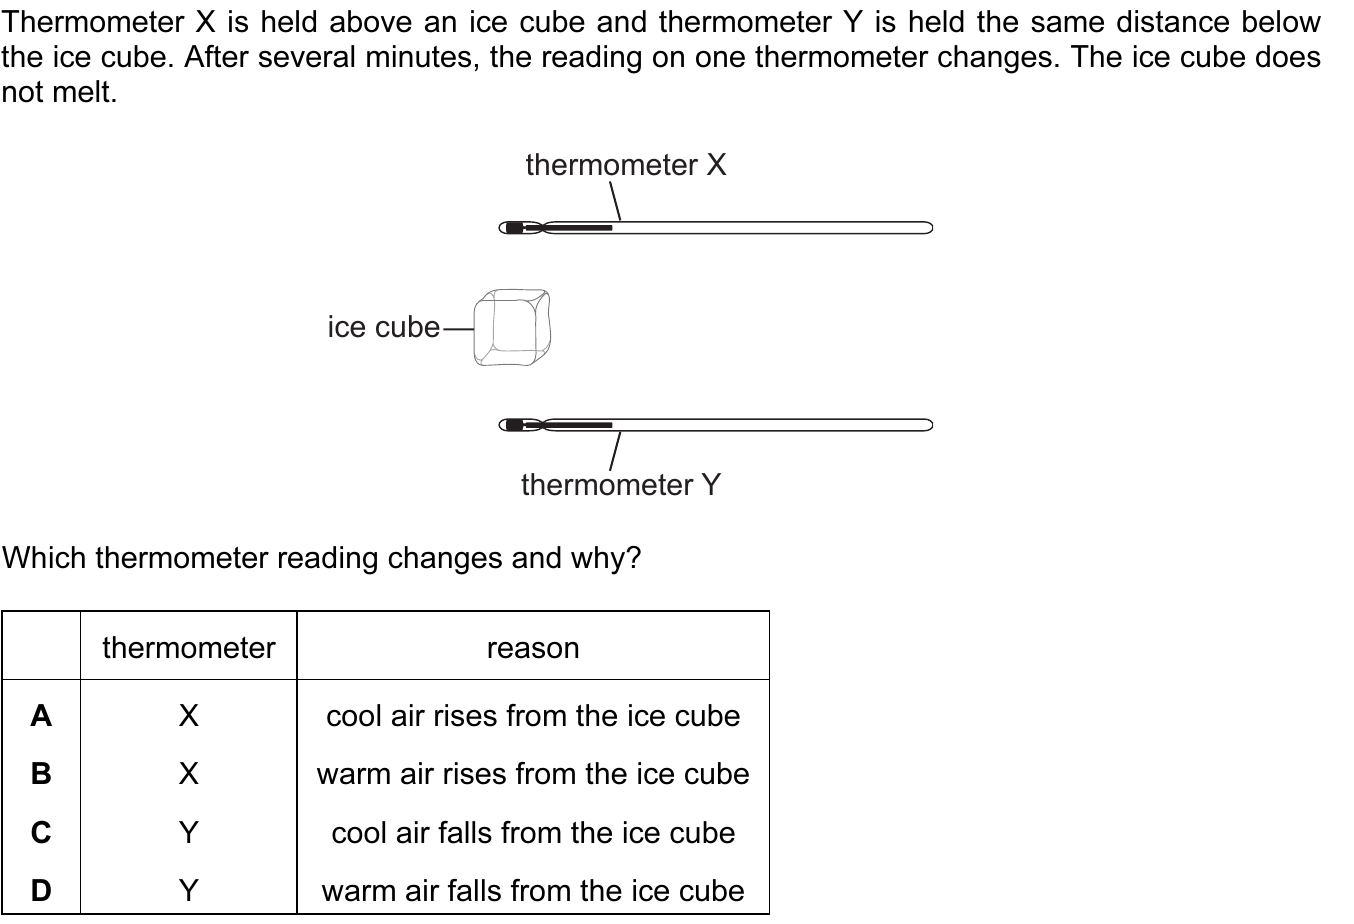 Thermometer X is held above an ice cube and thermometer Y is held the same distance below
the ice cube. After several minutes, the reading on one thermometer changes. The ice cube does
not melt.
thermometer X
ice cube
thermometer Y
Which thermometer reading changes and why?
thermometer reason
A X cool air rises from the ice cube
B X warm air rises from the ice cube
C Y cool air falls from the ice cube
D Y warm air falls from the ice cube